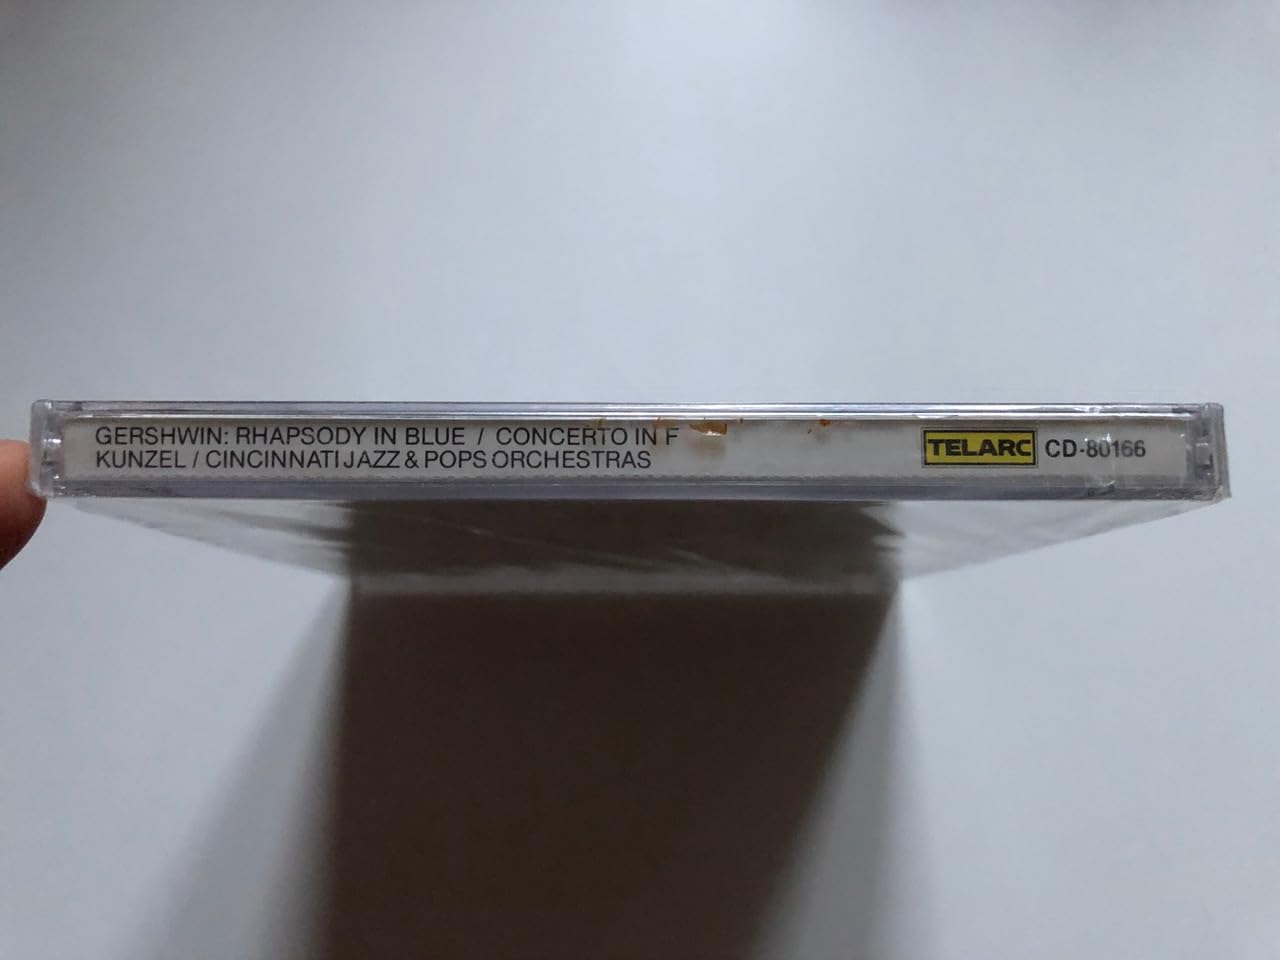 GERSHWIN: RHAPSODY IN BLUE / CONCERTO IN F
KUNZEL / CINCINNATI JAZZ & POPS ORCHESTRAS
TELARC CD-80166